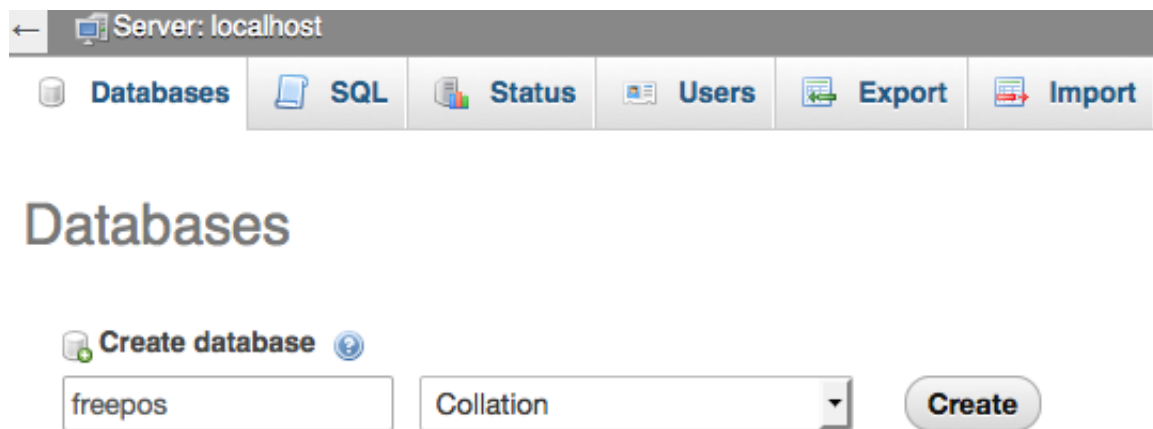 ← Server: localhost
Databases SQL Status Users Export Import
Databases
Create database
freepos Collation Create